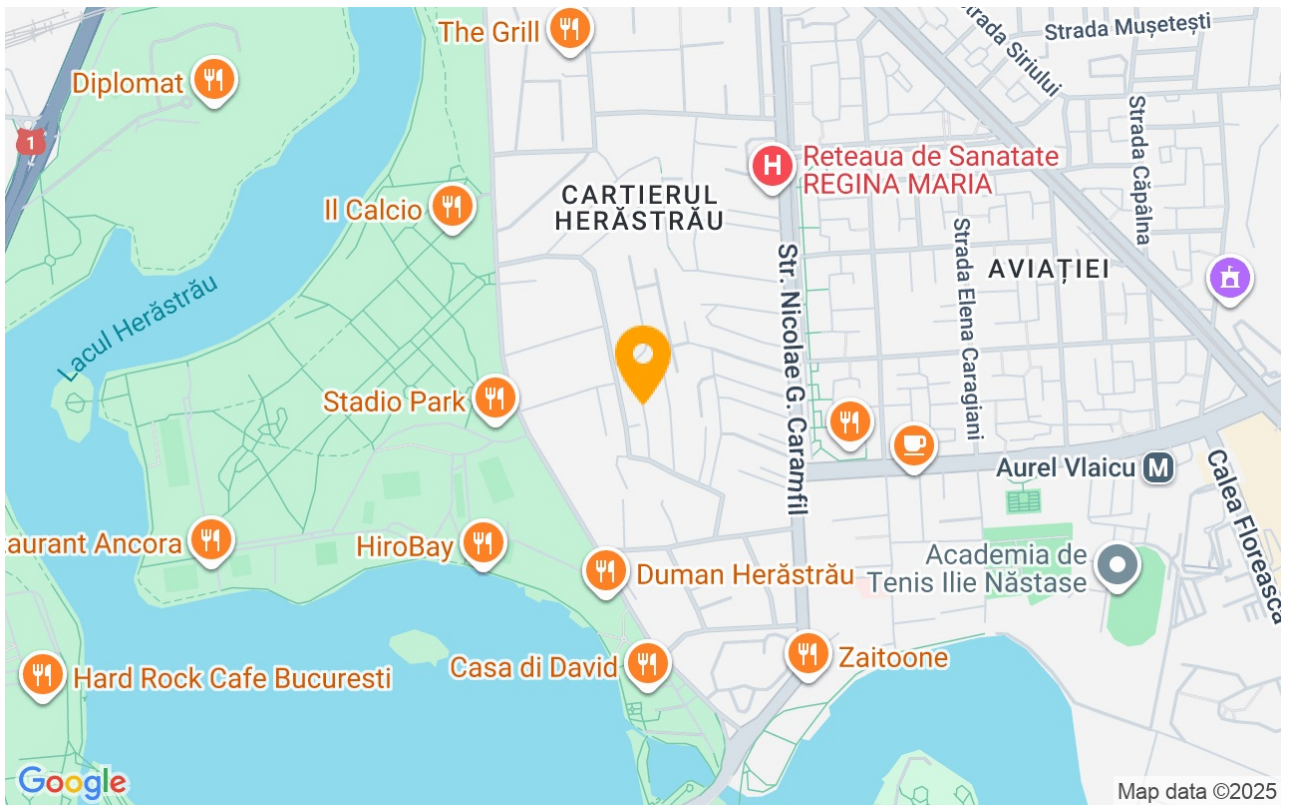 The Grill
Strada Mușetești
Strada Siriului
Diplomat
1
Strada Căpâlna
H
Reteaua de Sanatate
REGINA MARIA
CARTIERUL
HERĂSTRĂU
Il Calcio
Strada Elena Caragiani
AVIAȚIEI
Str. Nicolae G. Caramfil
Lacul Herăstrău
Stadio Park
Aurel Vlaicu M
Calea Floreasca
taurant Ancora
HiroBay
Academia de
Tenis Ilie Năstase
Duman Herăstrău
Casa di David
Zaitoone
Hard Rock Cafe Bucuresti
Google
Map data ©2025